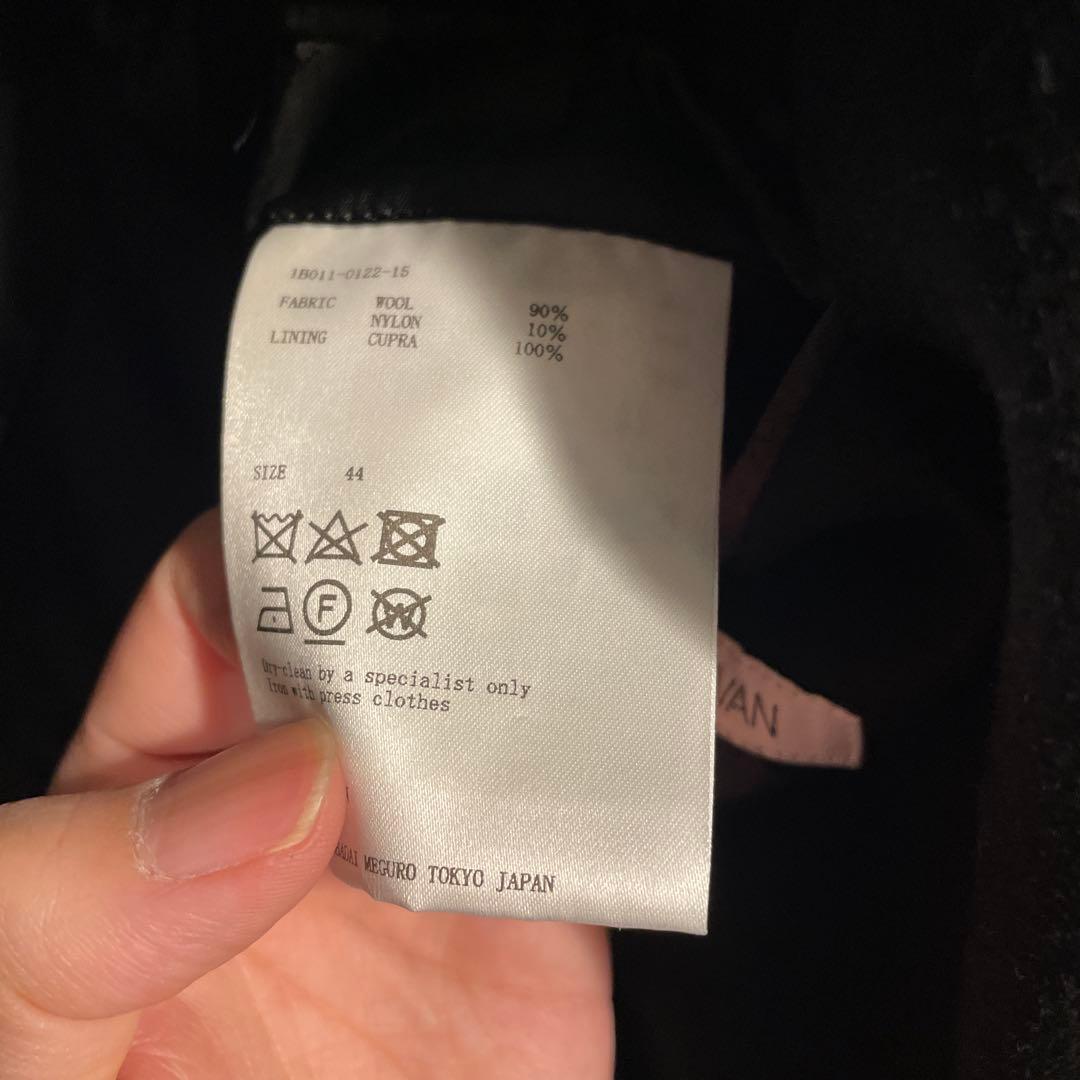 1B011-0122-15
FABRIC WOOL 90%
NYLON 10%
LINING CUPRA 100%
SIZE 44
F
W
Dry-clean by a specialist only
Iron with press clothes
MEGURO TOKYO JAPAN